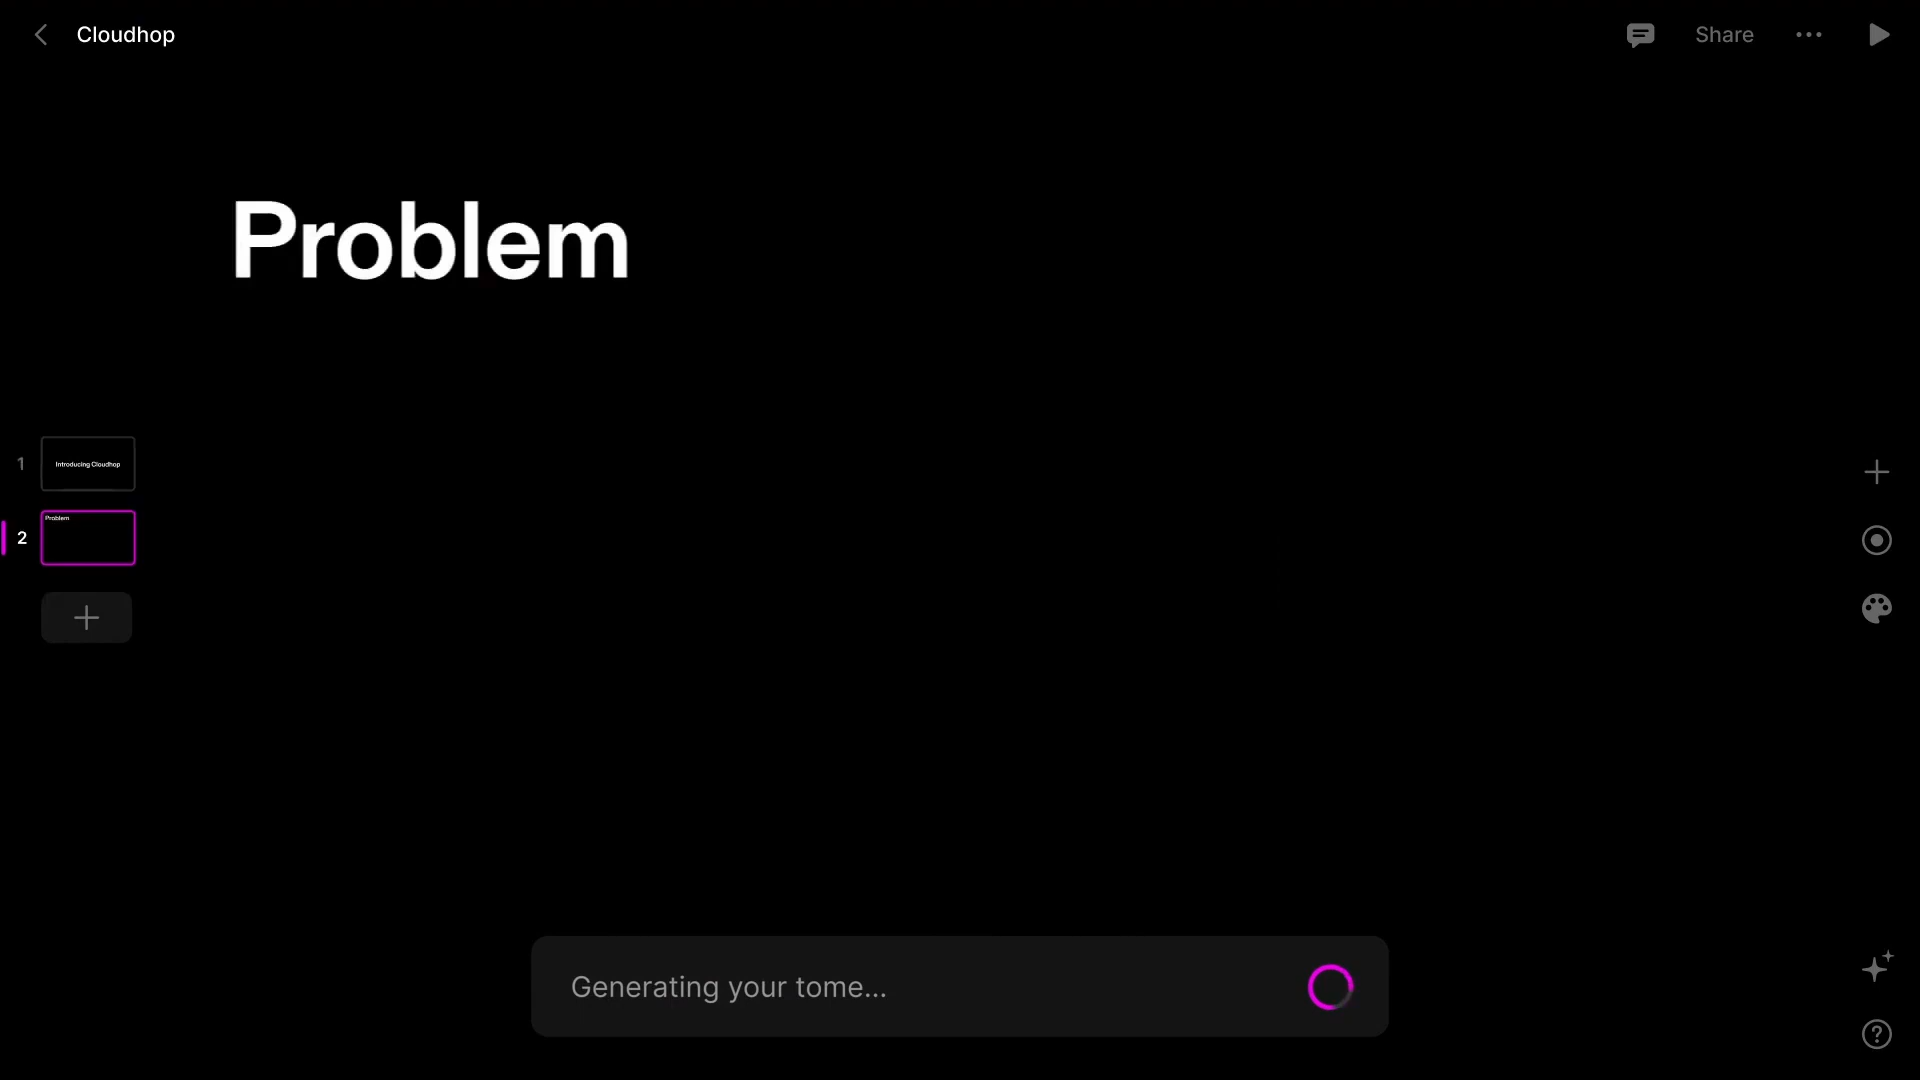 Cloudhop
Share
Problem
1
Introducing Cloudhop
2
Problem
Generating your tome...